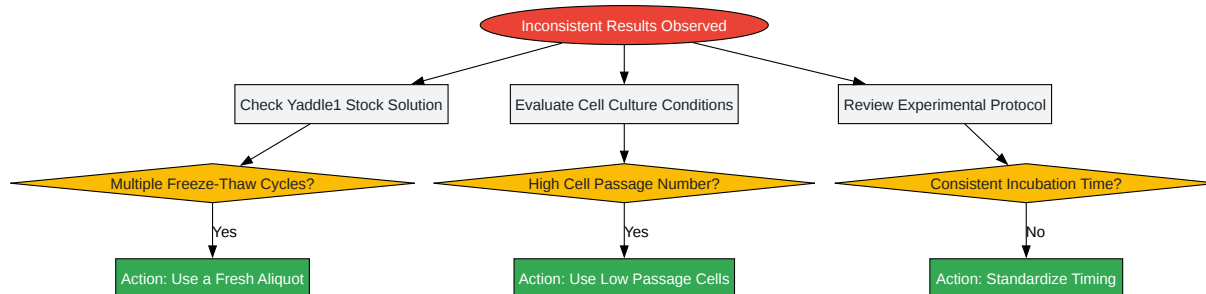 Inconsistent Results Observed
Check Yaddle1 Stock Solution
Evaluate Cell Culture Conditions
Review Experimental Protocol
Multiple Freeze-Thaw Cycles?
High Cell Passage Number?
Consistent Incubation Time?
Yes
Yes
No
Action: Use a Fresh Aliquot
Action: Use Low Passage Cells
Action: Standardize Timing